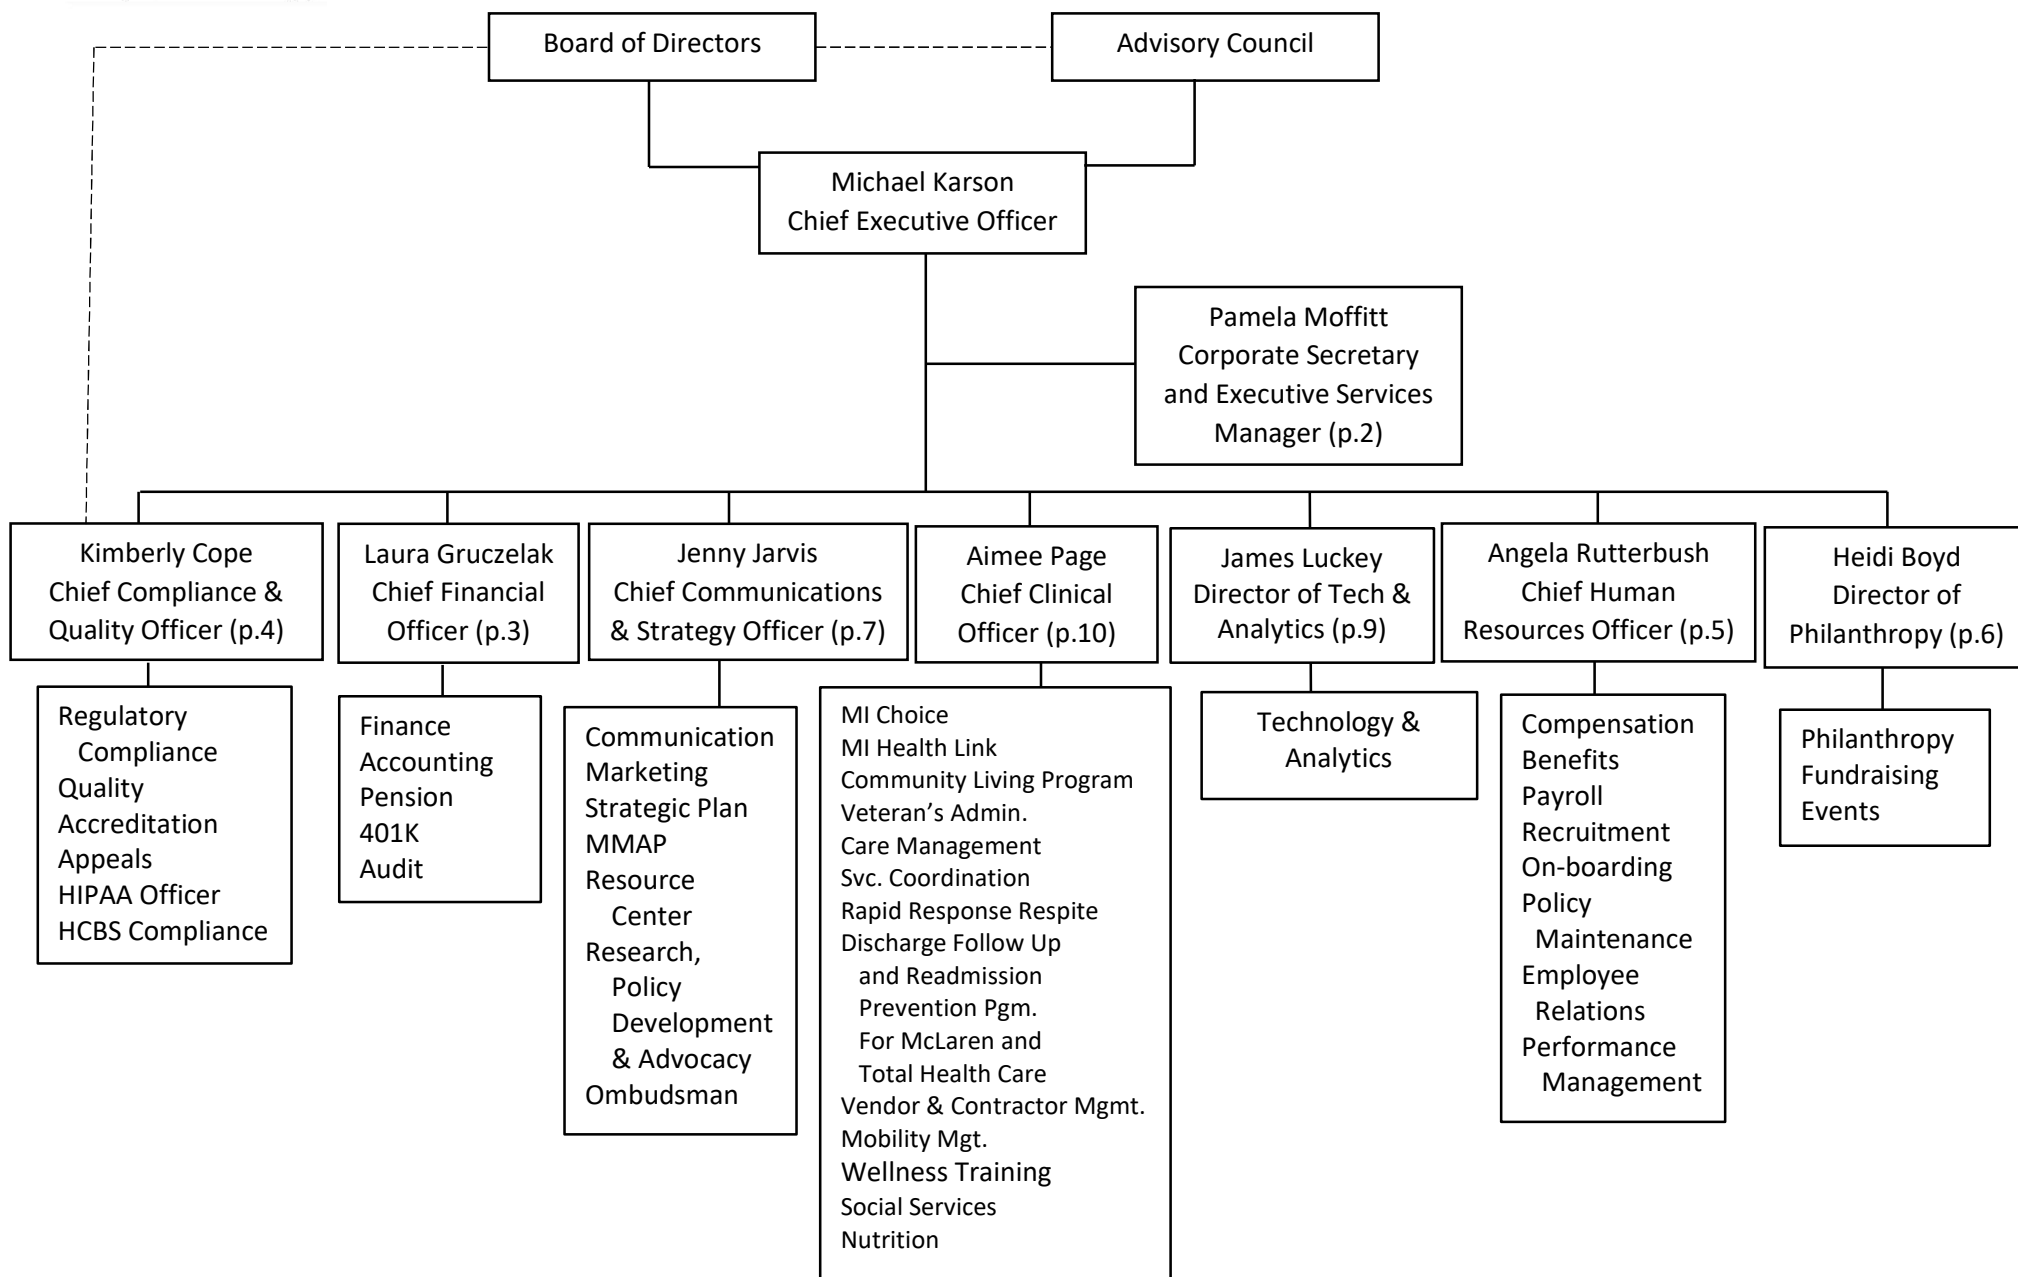 Board of Directors
Advisory Council
Michael Karson
Chief Executive Officer
Pamela Moffitt
Corporate Secretary
and Executive Services
Manager (p.2)
Kimberly Cope
Chief Compliance &
Quality Officer (p.4)
Laura Gruczelak
Chief Financial
Officer (p.3)
Jenny Jarvis
Chief Communications
& Strategy Officer (p.7)
Aimee Page
Chief Clinical
Officer (p.10)
James Luckey
Director of Tech &
Analytics (p.9)
Angela Rutterbush
Chief Human
Resources Officer (p.5)
Heidi Boyd
Director of
Philanthropy (p.6)
Regulatory
Compliance
Quality
Accreditation
Appeals
HIPAA Officer
HCBS Compliance
Finance
Accounting
Pension
401K
Audit
Communication
Marketing
Strategic Plan
MMAP
Resource
Center
Research,
Policy
Development
& Advocacy
Ombudsman
MI Choice
MI Health Link
Community Living Program
Veteran’s Admin.
Care Management
Svc. Coordination
Rapid Response Respite
Discharge Follow Up
and Readmission
Prevention Pgm.
For McLaren and
Total Health Care
Vendor & Contractor Mgmt.
Mobility Mgt.
Wellness Training
Social Services
Nutrition
Technology &
Analytics
Compensation
Benefits
Payroll
Recruitment
On-boarding
Policy
Maintenance
Employee
Relations
Performance
Management
Philanthropy
Fundraising
Events